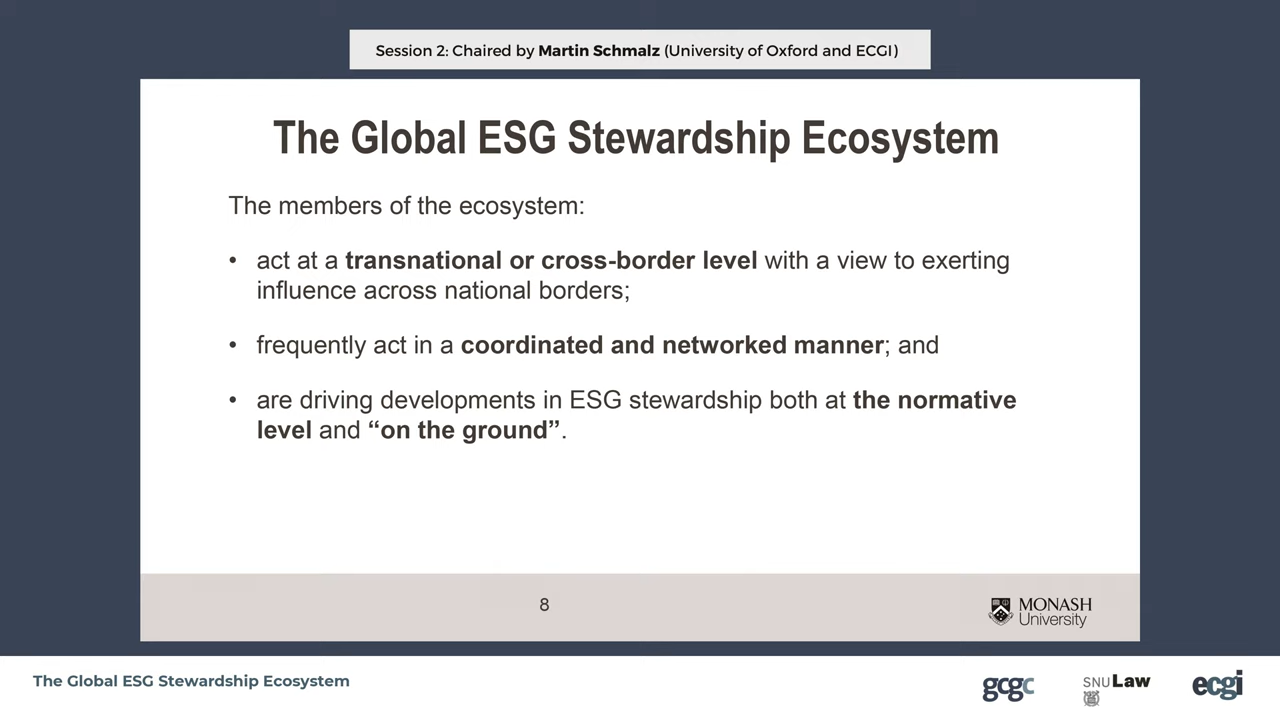 Session 2: Chaired by Martin Schmalz (University of Oxford and ECGI)
The Global ESG Stewardship Ecosystem
The members of the ecosystem:
• act at a transnational or cross-border level with a view to exerting
influence across national borders;
• frequently act in a coordinated and networked manner; and
• are driving developments in ESG stewardship both at the normative
level and “on the ground”.
8
MONASH
University
The Global ESG Stewardship Ecosystem
gcgc
SNU Law
ecgi